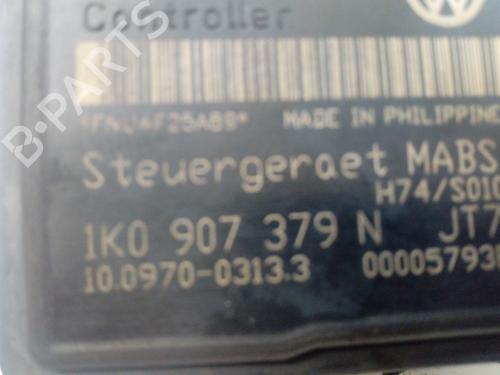 Controller
B-PARTS
MADE IN PHILIPPINE
Steuergeraet MABS
H74/S010
1K0 907 379 N JT7
10.0970-0313.3 00005793